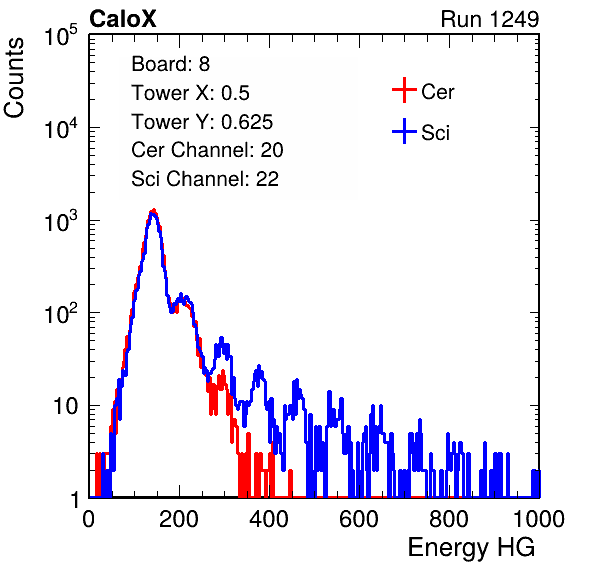 CaloX Run 1249
Counts
Board: 8
Tower X: 0.5
Tower Y: 0.625
Cer Channel: 20
Sci Channel: 22
Cer
Sci
10^5
10^4
10^3
10^2
10
1
0 200 400 600 800 1000
Energy HG